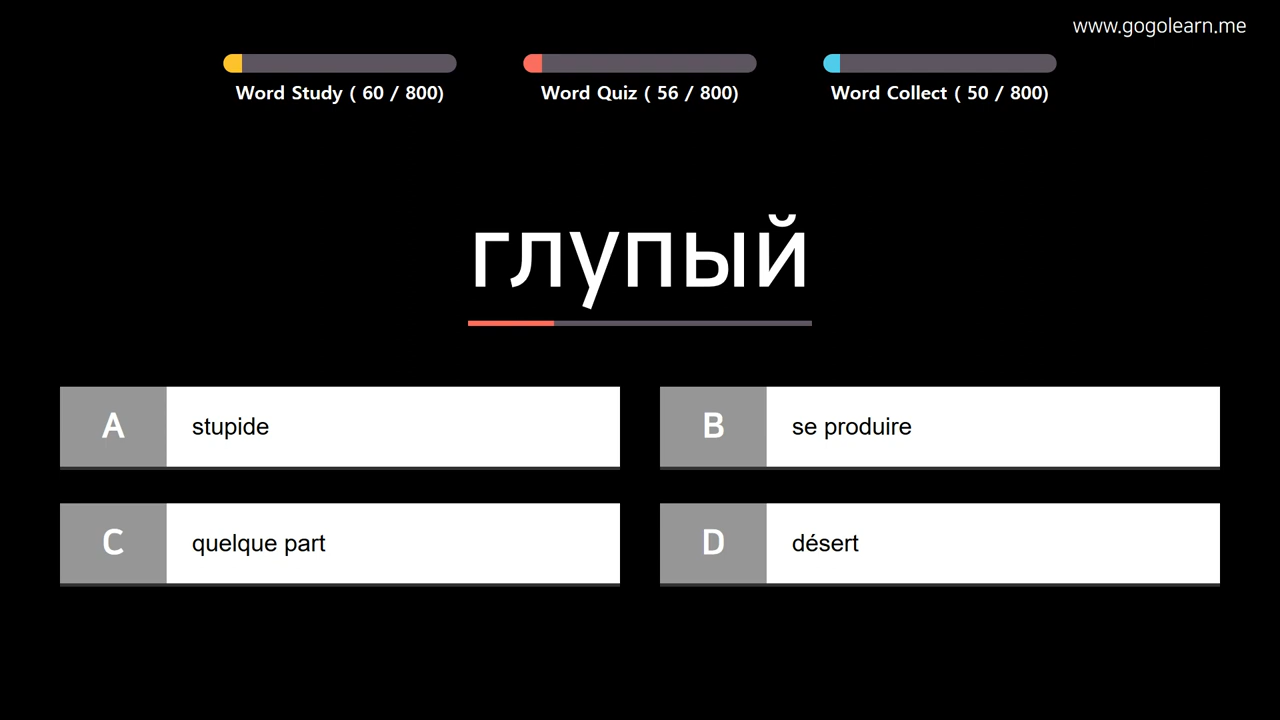 www.gogolearn.me
Word Study ( 60 / 800)
Word Quiz ( 56 / 800)
Word Collect ( 50 / 800)
глупый
A stupide
B se produire
C quelque part
D désert